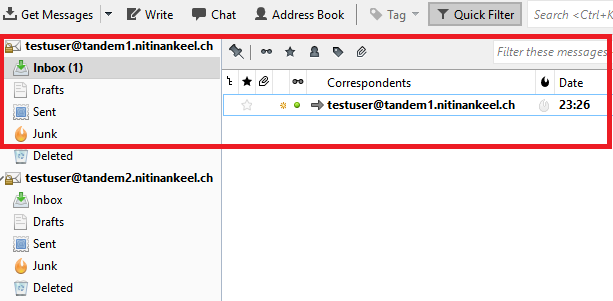 Get Messages Write Chat Address Book Tag Quick Filter Search <Ctrl+K
testuser@tandem1.nitinankeel.ch
Filter these messages
Inbox (1)
Correspondents Date
Drafts
testuser@tandem1.nitinankeel.ch 23:26
Sent
Junk
Deleted
testuser@tandem2.nitinankeel.ch
Inbox
Drafts
Sent
Junk
Deleted